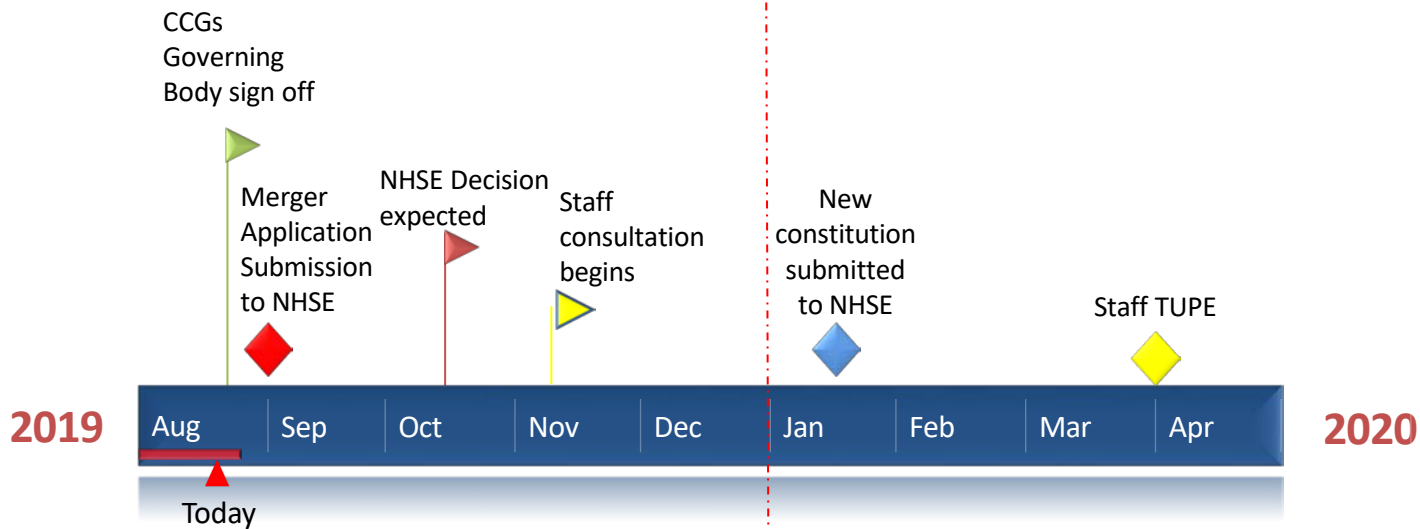 CCGs
Governing
Body sign off
Merger
Application
Submission
to NHSE
NHSE Decision
expected
Staff
consultation
begins
New
constitution
submitted
to NHSE
Staff TUPE
2019
Aug
Sep
Oct
Nov
Dec
Jan
Feb
Mar
Apr
2020
Today